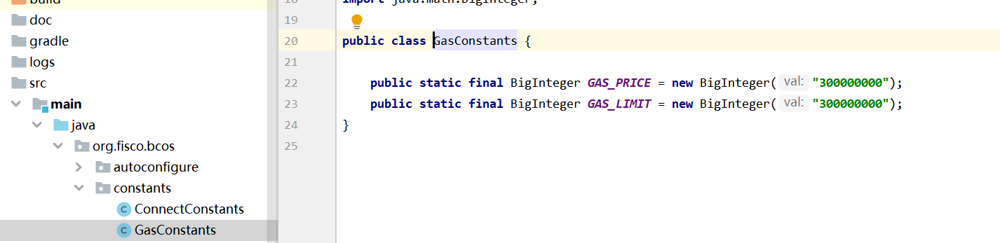 build
doc
gradle
logs
src
main
java
org.fisco.bcos
autoconfigure
constants
ConnectConstants
GasConstants
18 import java.math.BigInteger;
19
20 public class GasConstants {
21
22 public static final BigInteger GAS_PRICE = new BigInteger( val: "300000000");
23 public static final BigInteger GAS_LIMIT = new BigInteger( val: "300000000");
24 }
25